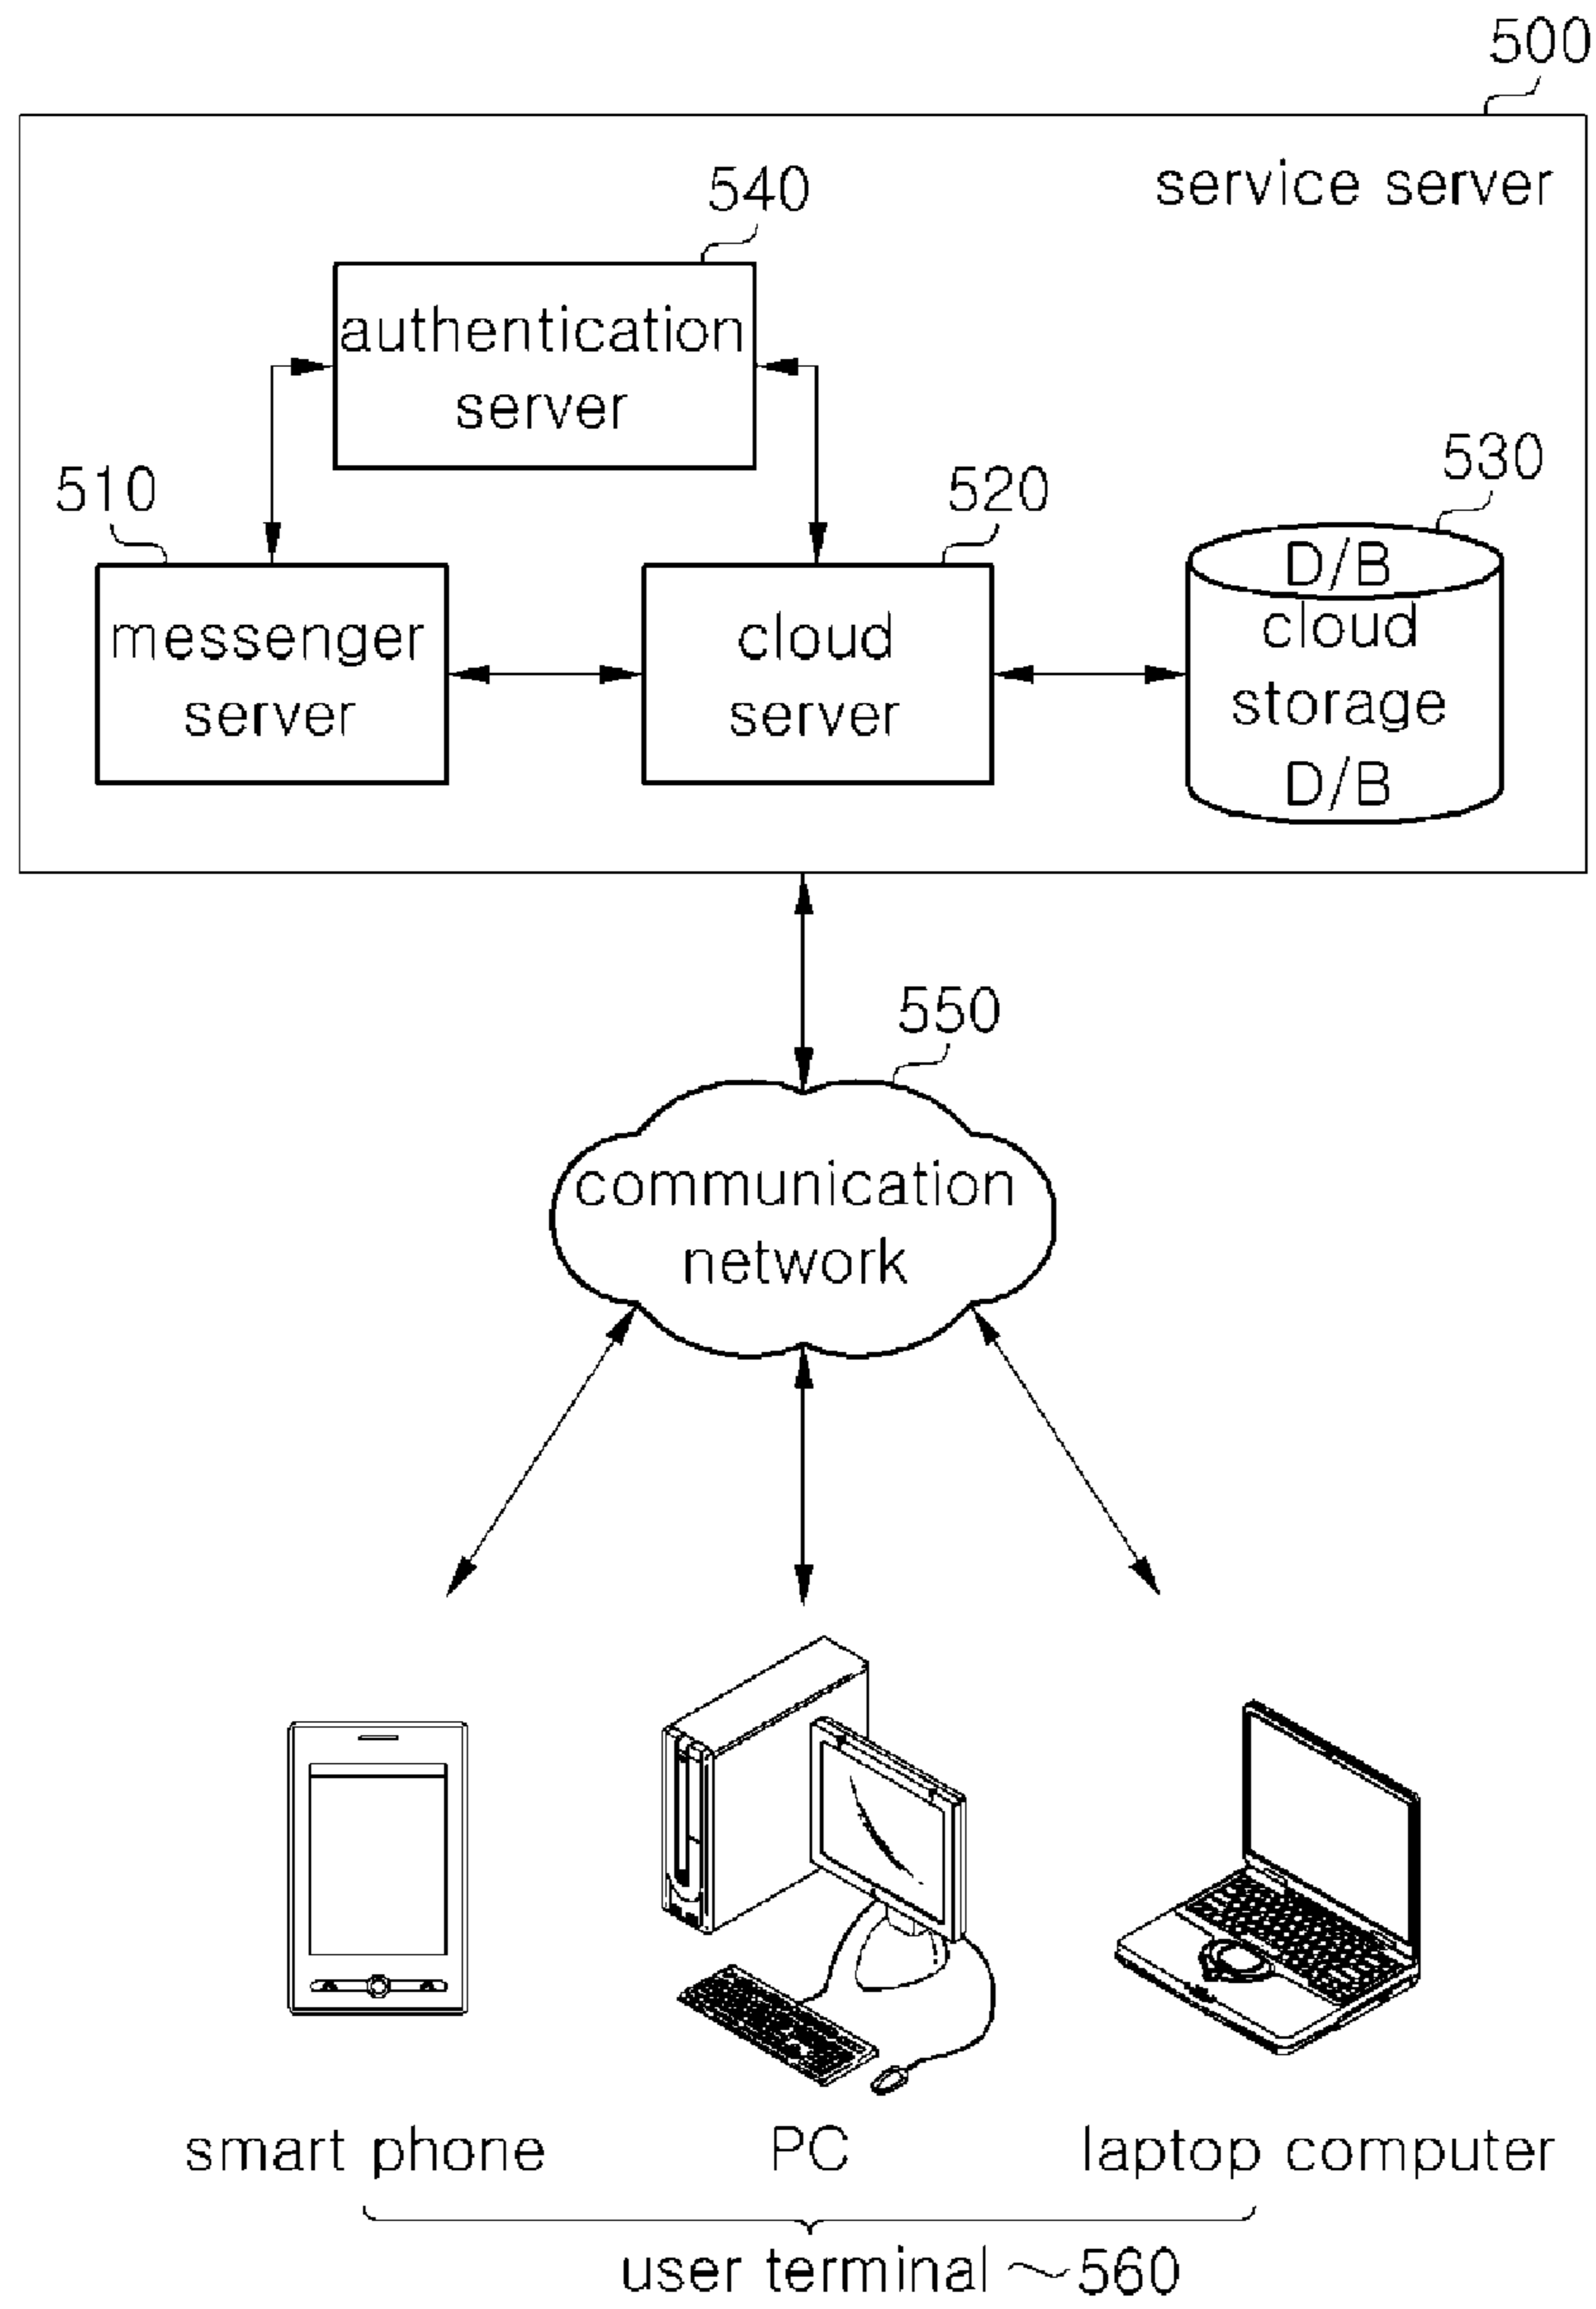 500
service server
540
authentication
server
510
520
530
messenger
server
cloud
server
D/B
cloud
storage
D/B
550
communication
network
smart phone
PC
laptop computer
user terminal
560